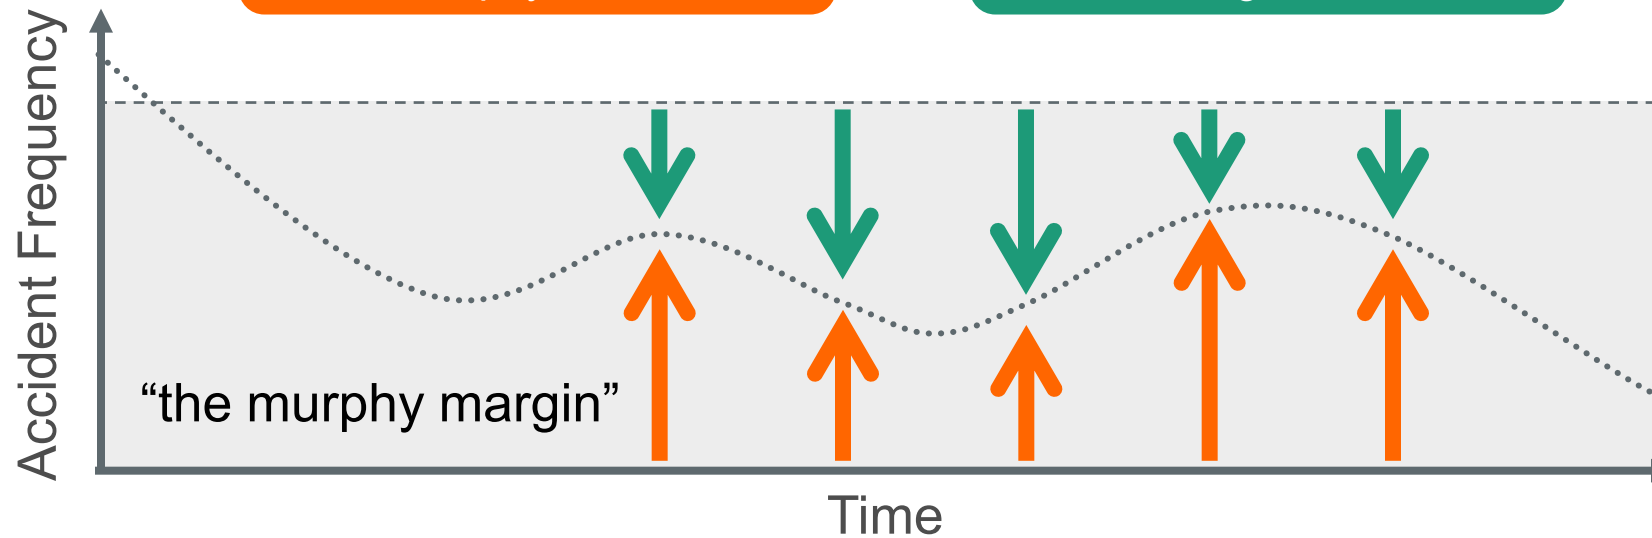 Accident Frequency
“the murphy margin”
Time